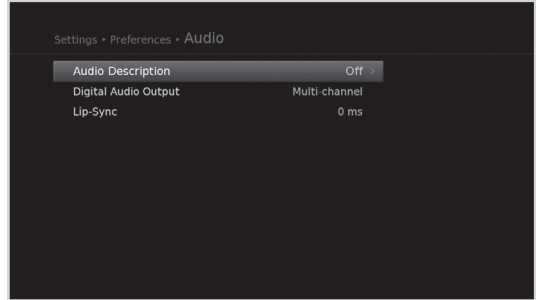 Settings ▸ Preferences ▸ Audio
Audio Description Off >
Digital Audio Output Multi-channel
Lip-Sync 0 ms